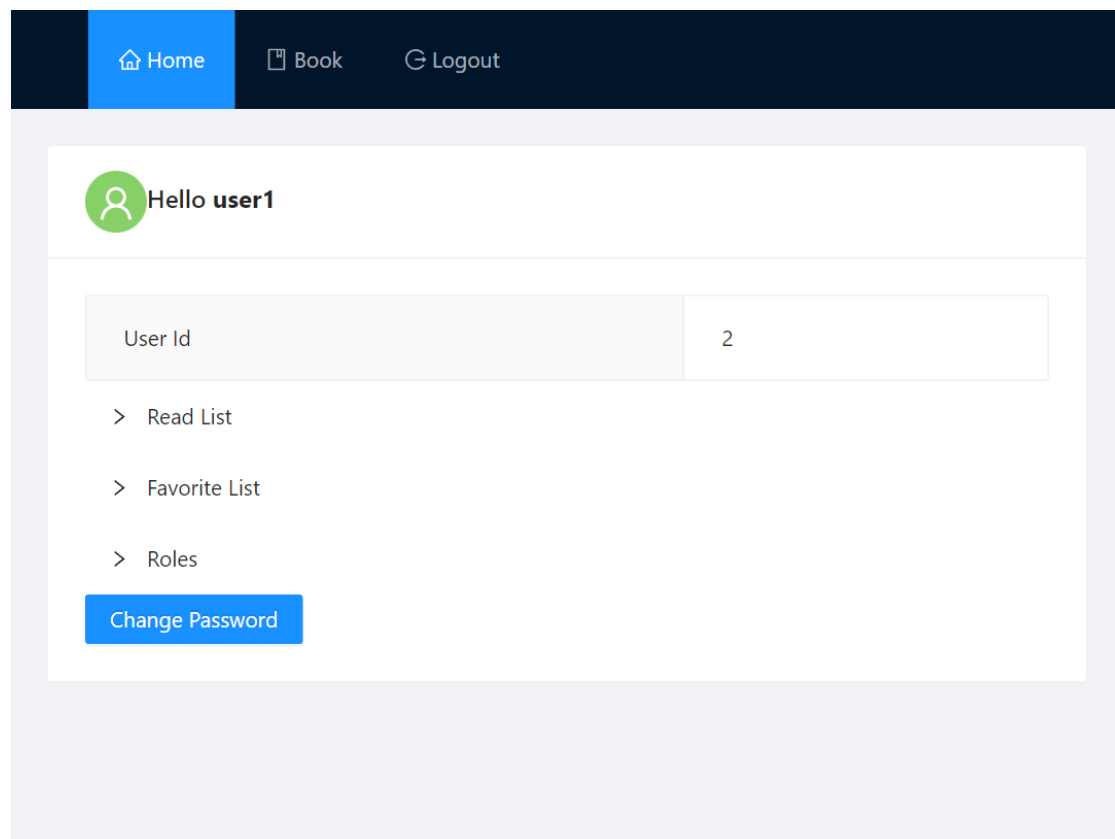 Home Book Logout
Hello user1
User Id 2
Read List
Favorite List
Roles
Change Password